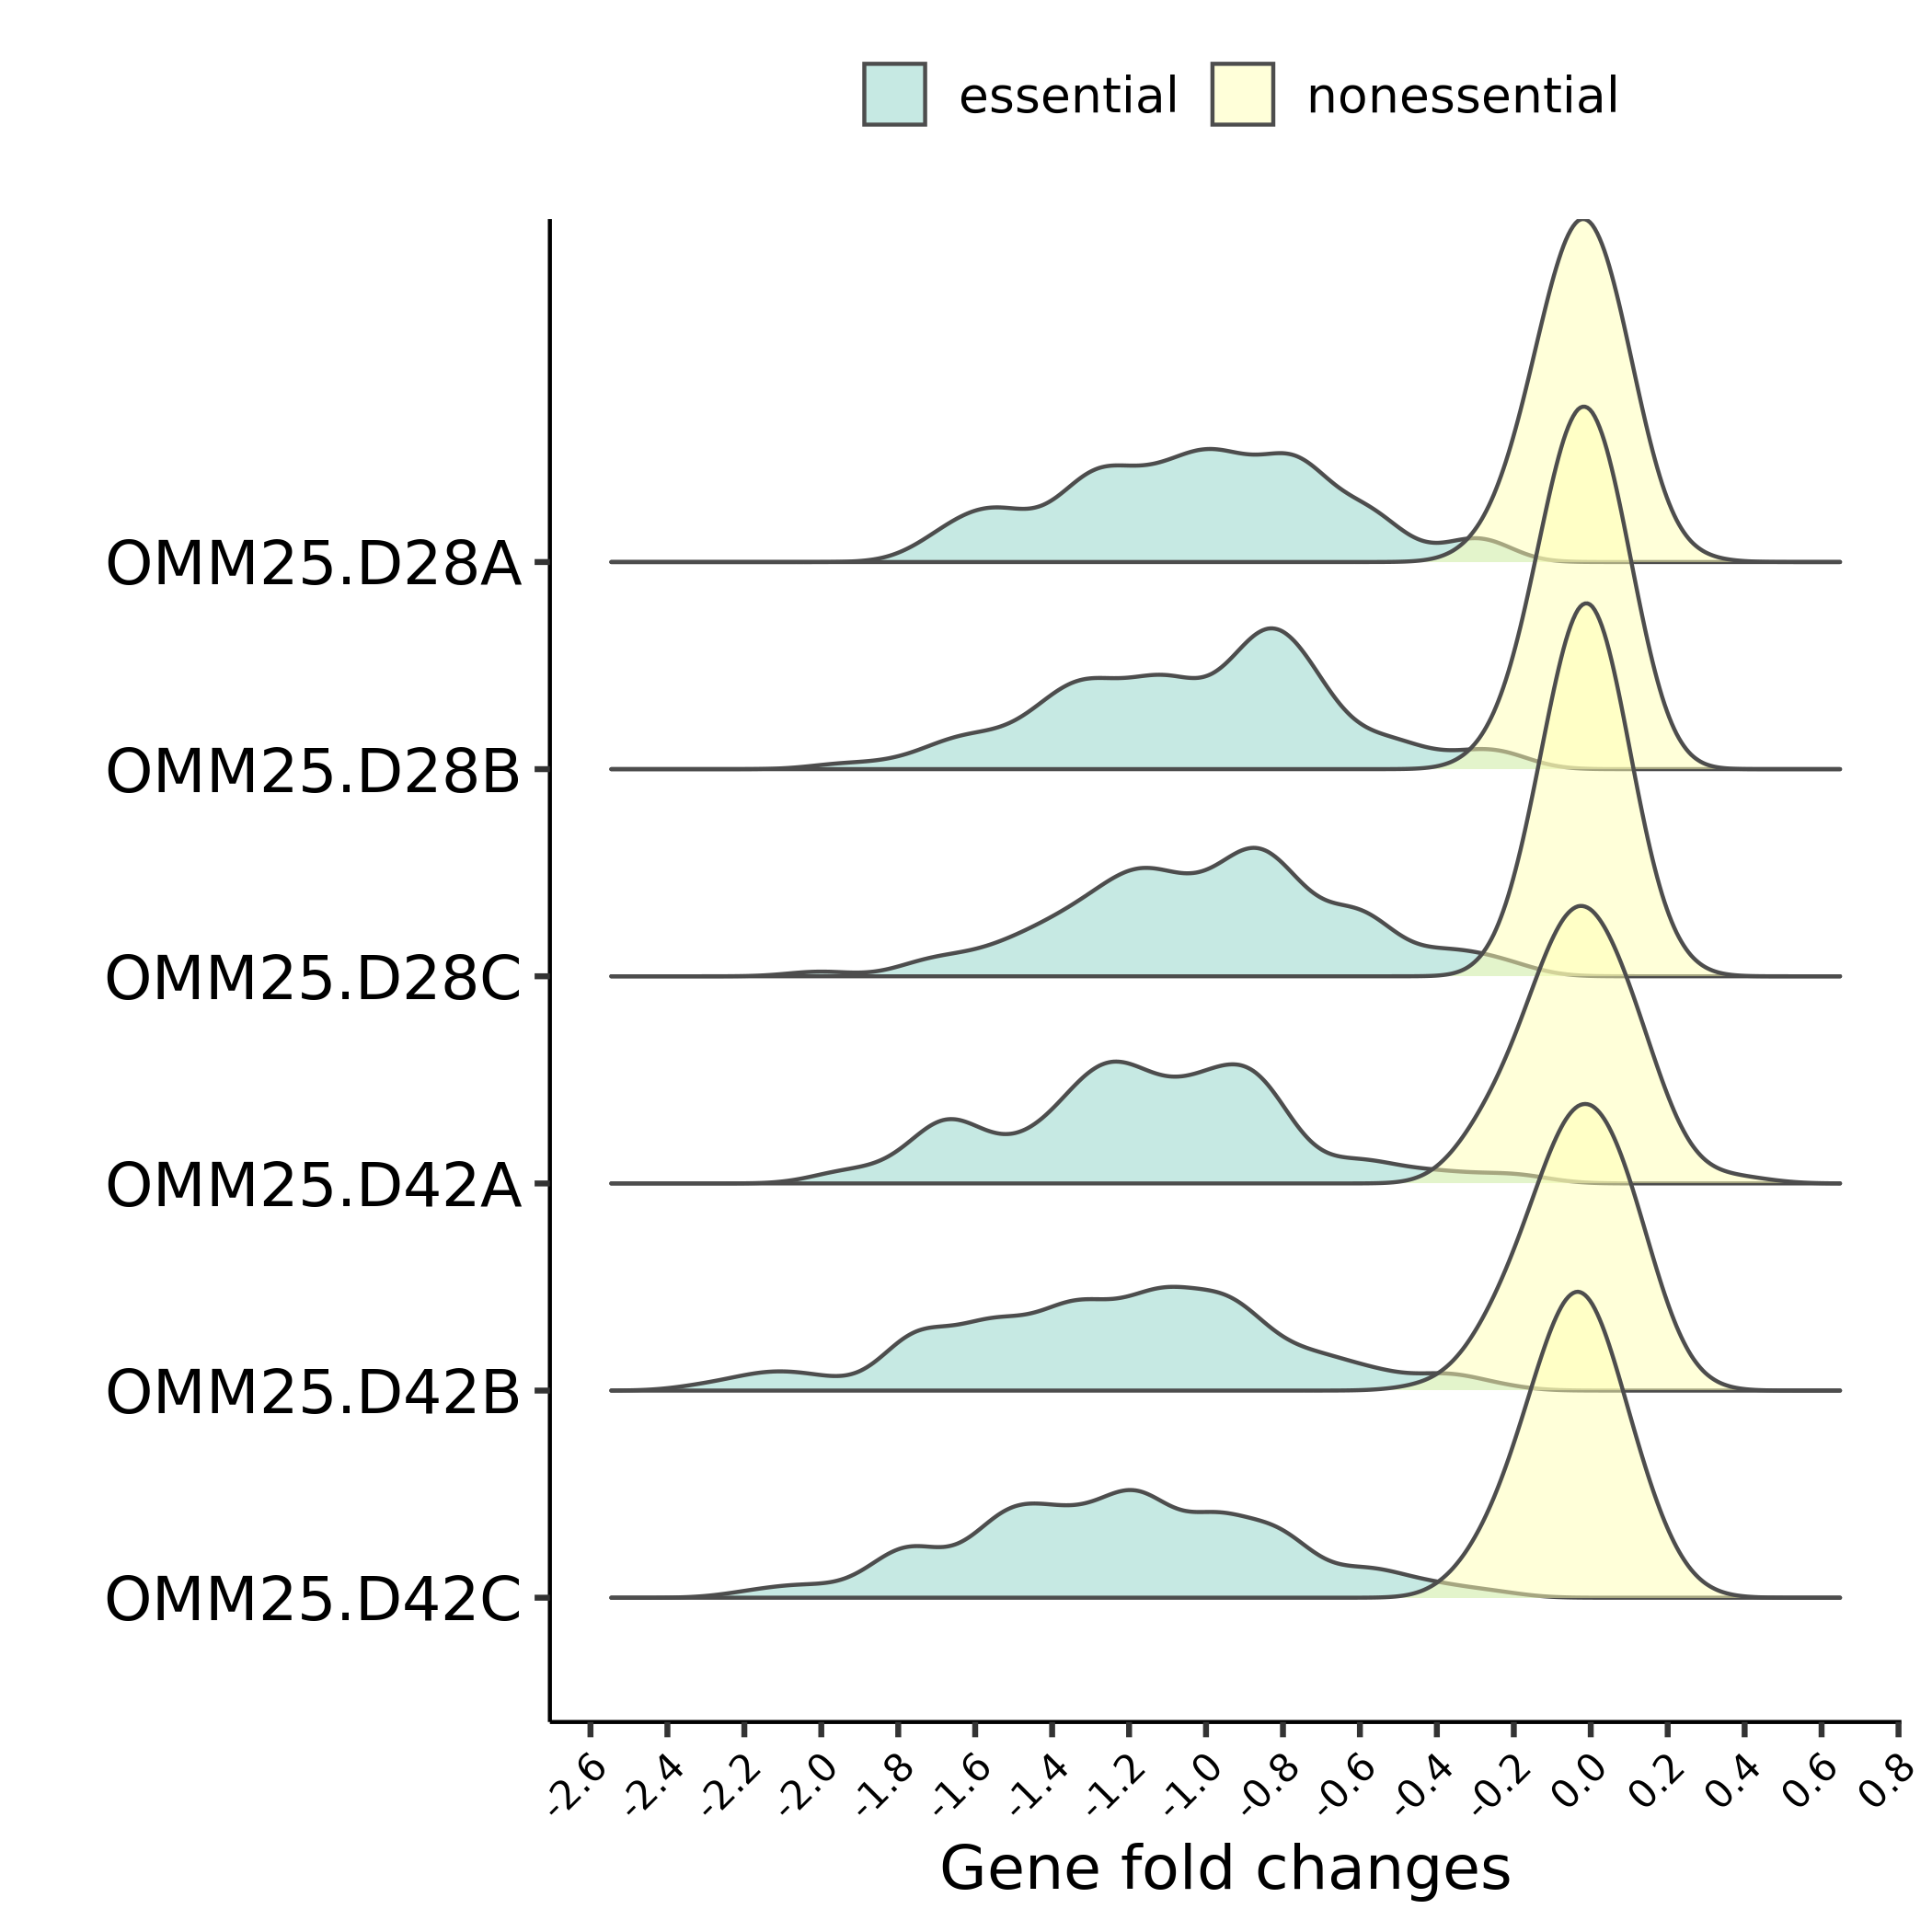 essential nonessential
OMM25.D28A
OMM25.D28B
OMM25.D28C
OMM25.D42A
OMM25.D42B
OMM25.D42C
-2.6 -2.4 -2.2 -2.0 -1.8 -1.6 -1.4 -1.2 -1.0 -0.8 -0.6 -0.4 -0.2 0.0 0.2 0.4 0.6 0.8
Gene fold changes